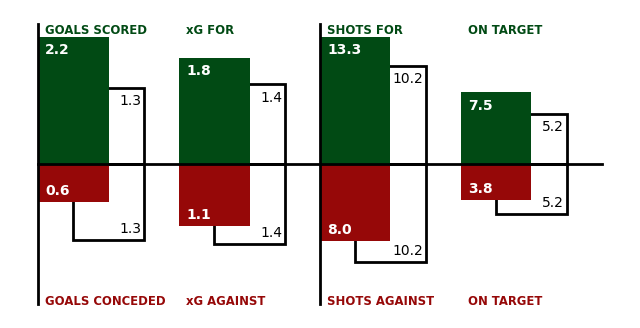 GOALS SCORED xG FOR SHOTS FOR ON TARGET
2.2 1.8 13.3 7.5
1.3 1.4 10.2 5.2
0.6 1.1 8.0 3.8
1.3 1.4 10.2 5.2
GOALS CONCEDED xG AGAINST SHOTS AGAINST ON TARGET